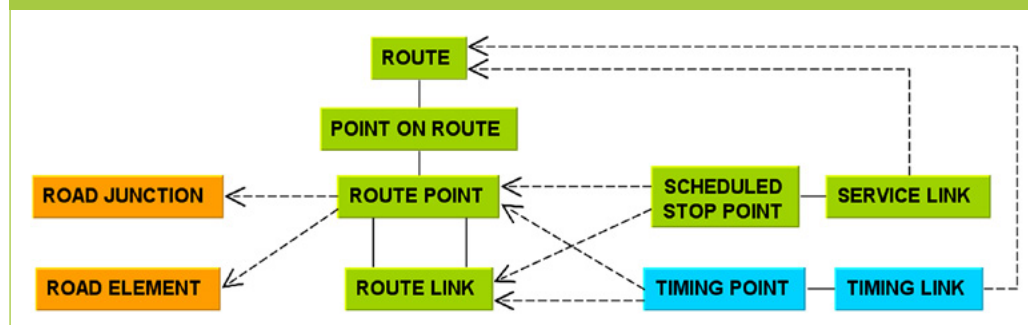 ROUTE
POINT ON ROUTE
ROAD JUNCTION
ROUTE POINT
SCHEDULED
STOP POINT
SERVICE LINK
ROAD ELEMENT
ROUTE LINK
TIMING POINT
TIMING LINK